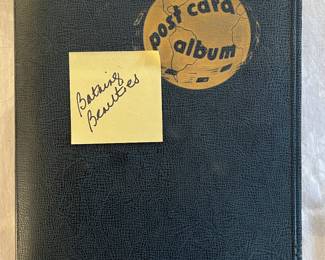 post card
album
Bathing
Beauties